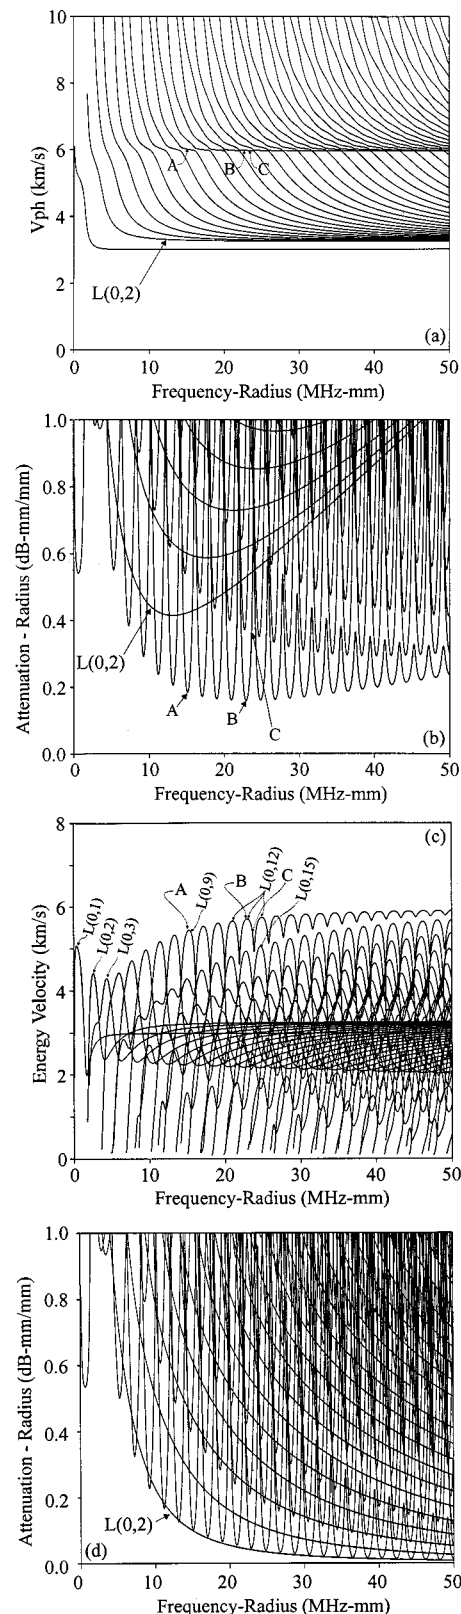 10
8
6
4
2
0
Vph (km/s)
A
B
C
L(0,2)
(a)
0 10 20 30 40 50
Frequency-Radius (MHz-mm)
1.0
0.8
0.6
0.4
0.2
0.0
Attenuation - Radius (dB-mm/mm)
L(0,2)
A
B
C
(b)
0 10 20 30 40 50
Frequency-Radius (MHz-mm)
8
6
4
2
0
Energy Velocity (km/s)
(c)
L(0,1)
L(0,2)
L(0,3)
A
L(0,9)
B
L(0,12)
C
L(0,15)
0 10 20 30 40 50
Frequency-Radius (MHz-mm)
1.0
0.8
0.6
0.4
0.2
0.0
Attenuation - Radius (dB-mm/mm)
L(0,2)
(d)
0 10 20 30 40 50
Frequency-Radius (MHz-mm)